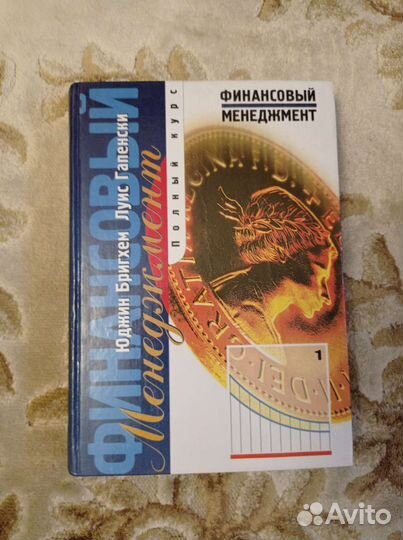 ФИНАНСОВЫЙ
Менеджмент
Юджин Бригхем Луис Гапенски
Полный курс
ФИНАНСОВЫЙ
МЕНЕДЖМЕНТ
1
Avito